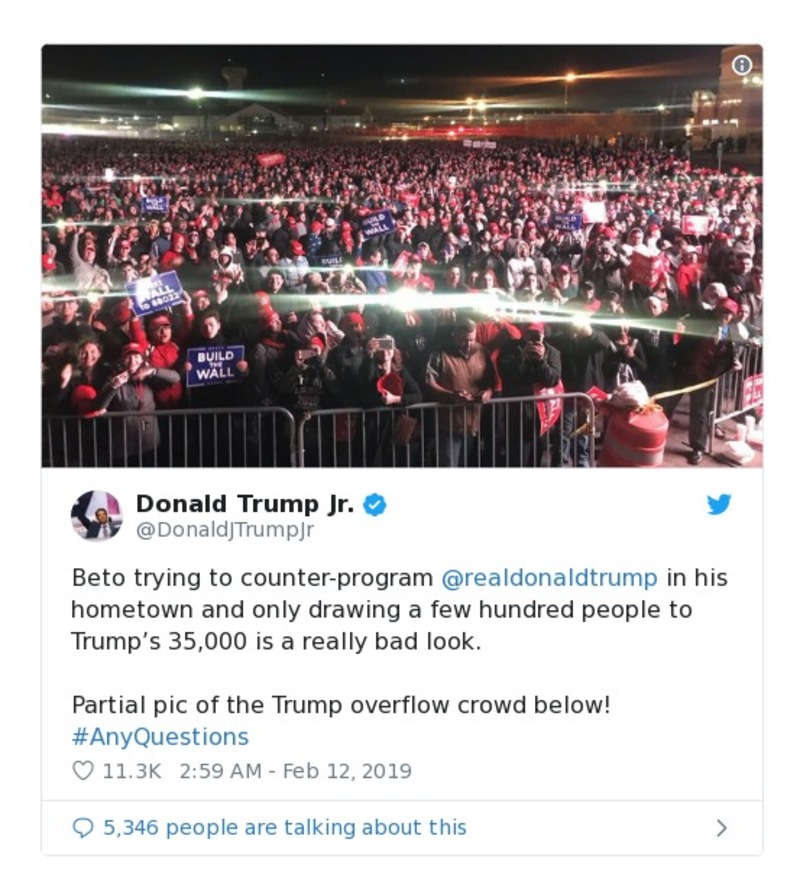 BUILD
THE
WALL
BUILD
THE
WALL
BUILD
WALL
BUILD
THE
WALL
Donald Trump Jr.
@DonaldJTrumpJr
Beto trying to counter-program @realdonaldtrump in his
hometown and only drawing a few hundred people to
Trump’s 35,000 is a really bad look.
Partial pic of the Trump overflow crowd below!
#AnyQuestions
11.3K 2:59 AM - Feb 12, 2019
5,346 people are talking about this